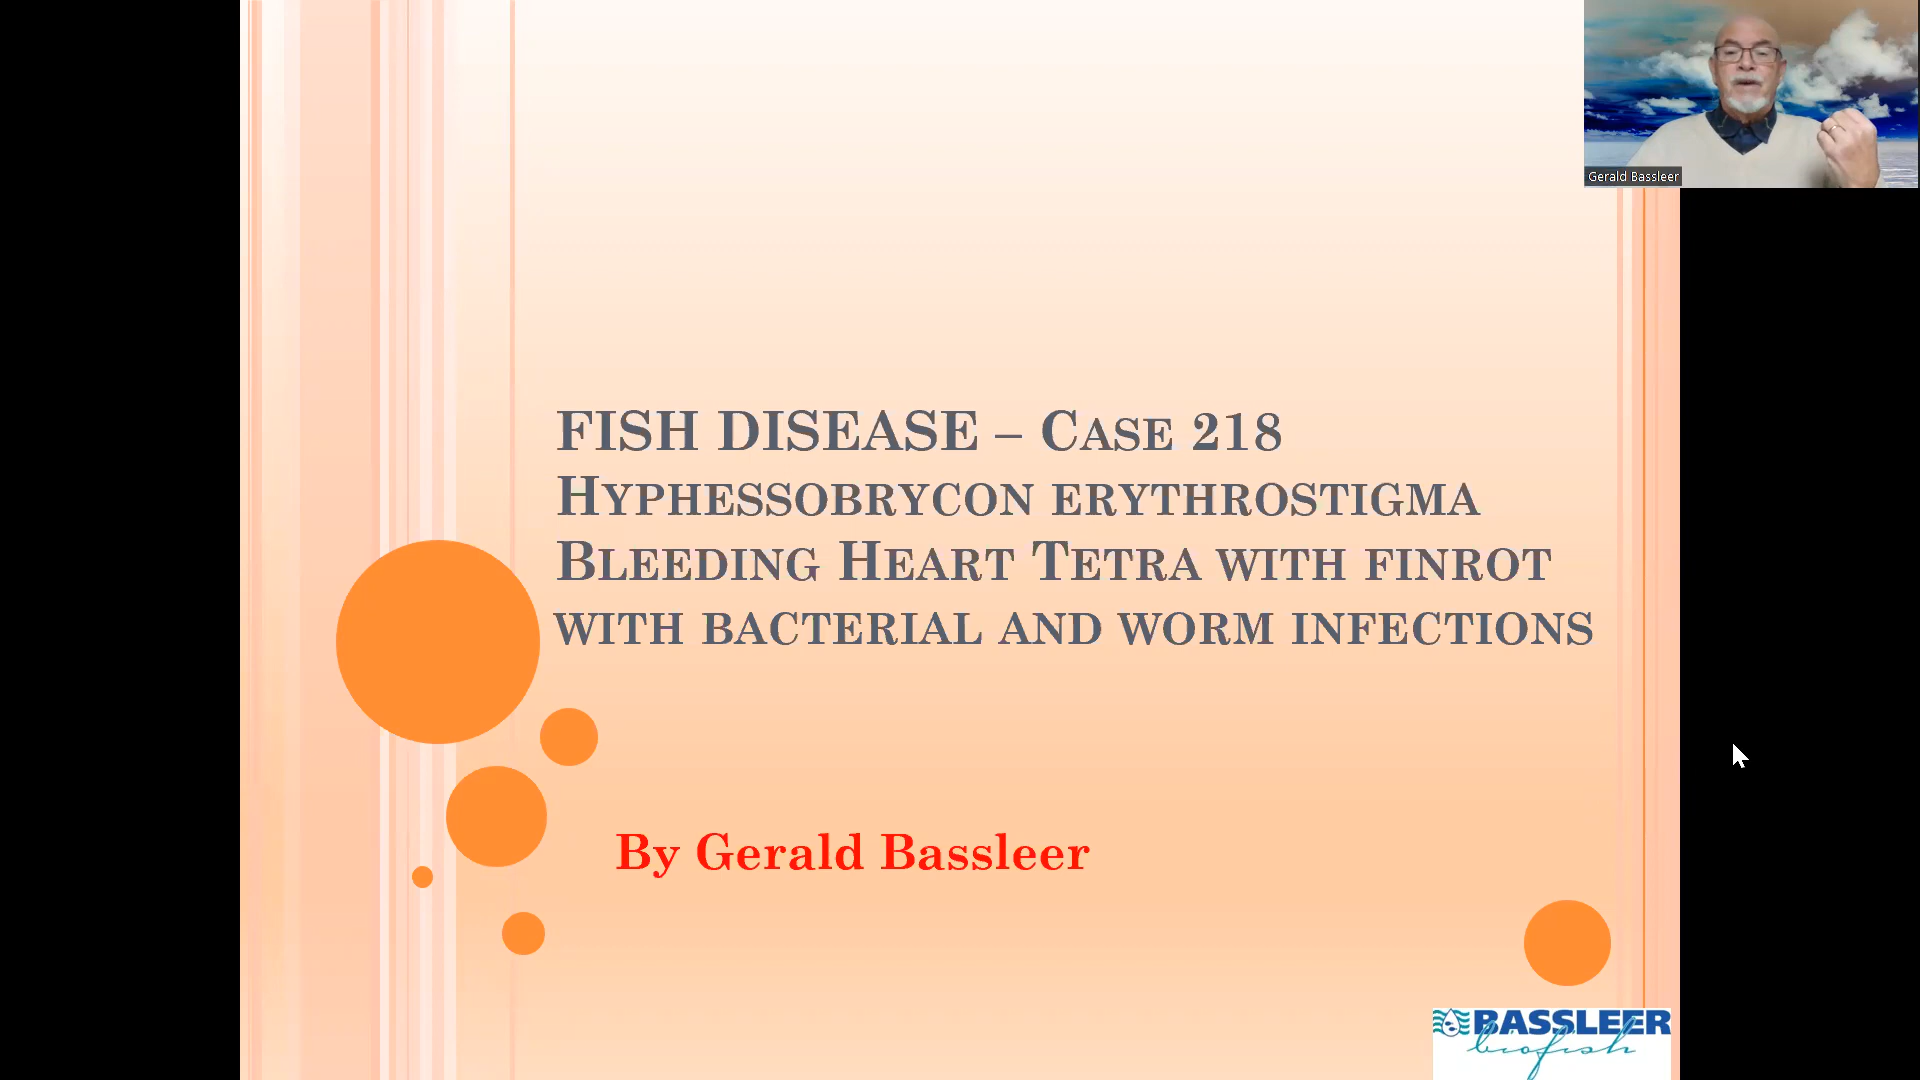 Gerald Bassleer
FISH DISEASE – Case 218
Hyphessobrycon erythrostigma
Bleeding Heart Tetra with finrot
with bacterial and worm infections
By Gerald Bassleer
BASSLEER
biofish